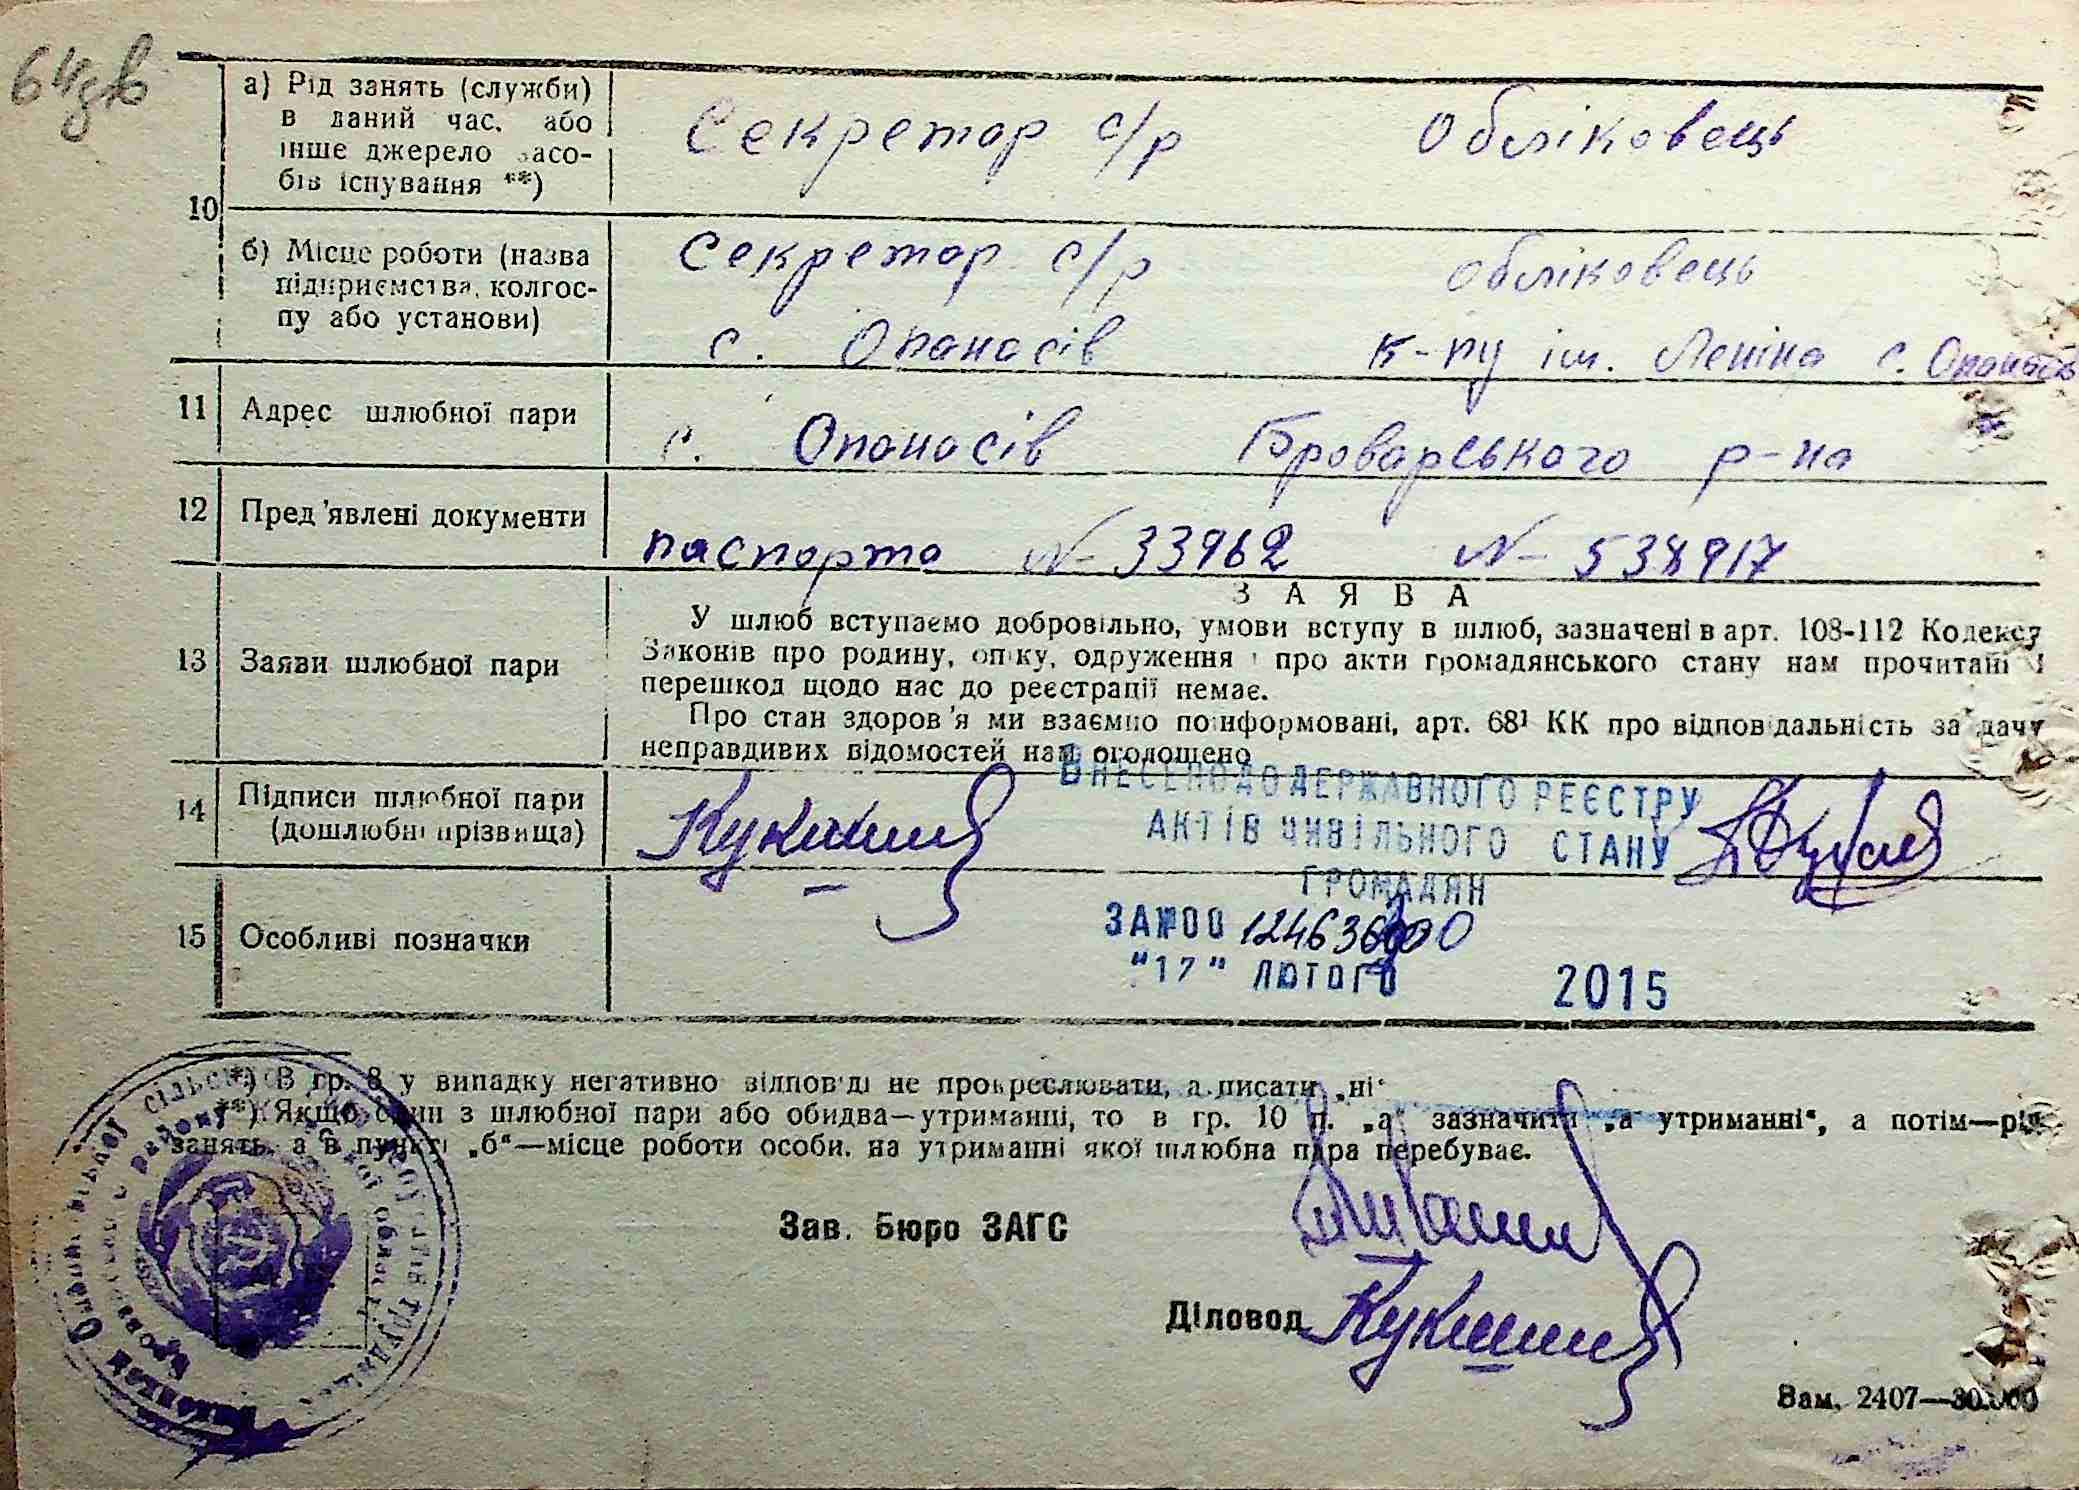 64зв
10
а) Рід занять (служби)
в даний час, або
інше джерело засо-
бів існування **)
Секретар с/р Обліковець
б) Місце роботи (назва
підприємства, колгос-
пу або установи)
Секретар с/р обліковець
с. Опанасів к-пу ім. Леніна с. Опанасів
11 Адрес шлюбної пари
с. Опанасів Броварського р-на
12 Пред'явлені документи
паспорта № 33962 № 538917
13 Заяви шлюбної пари
ЗАЯВА
У шлюб вступаємо добровільно, умови вступу в шлюб, зазначені в арт. 108-112 Кодексу
Законів про родину, опіку, одруження і про акти громадянського стану нам прочитані і
перешкод щодо нас до реєстрації немає.
Про стан здоров'я ми взаємно поінформовані, арт. 68¹ КК про відповідальність за дачу
неправдивих відомостей нам оголошено
14 Підписи шлюбної пари
(дошлюбні прізвища)
ВНЕСЕНО ДО ДЕРЖАВНОГО РЕЄСТРУ
АКТІВ ЦИВІЛЬНОГО СТАНУ
ГРОМАДЯН
15 Особливі позначки
ЗА №00
"17" ЛЮТОГО 2015
*) В гр. 8 у випадку негативно відповіді не прокреслювати, а писати „ні“
**) Якщо один з шлюбної пари або обидва—утриманці, то в гр. 10 п. „а“ зазначити „а утриманні“, а потім—рід
занять, а в пункті „б“—місце роботи особи, на утриманні якої шлюбна пара перебуває.
Зав. Бюро ЗАГС
Діловод
Зам. 2407—30.000